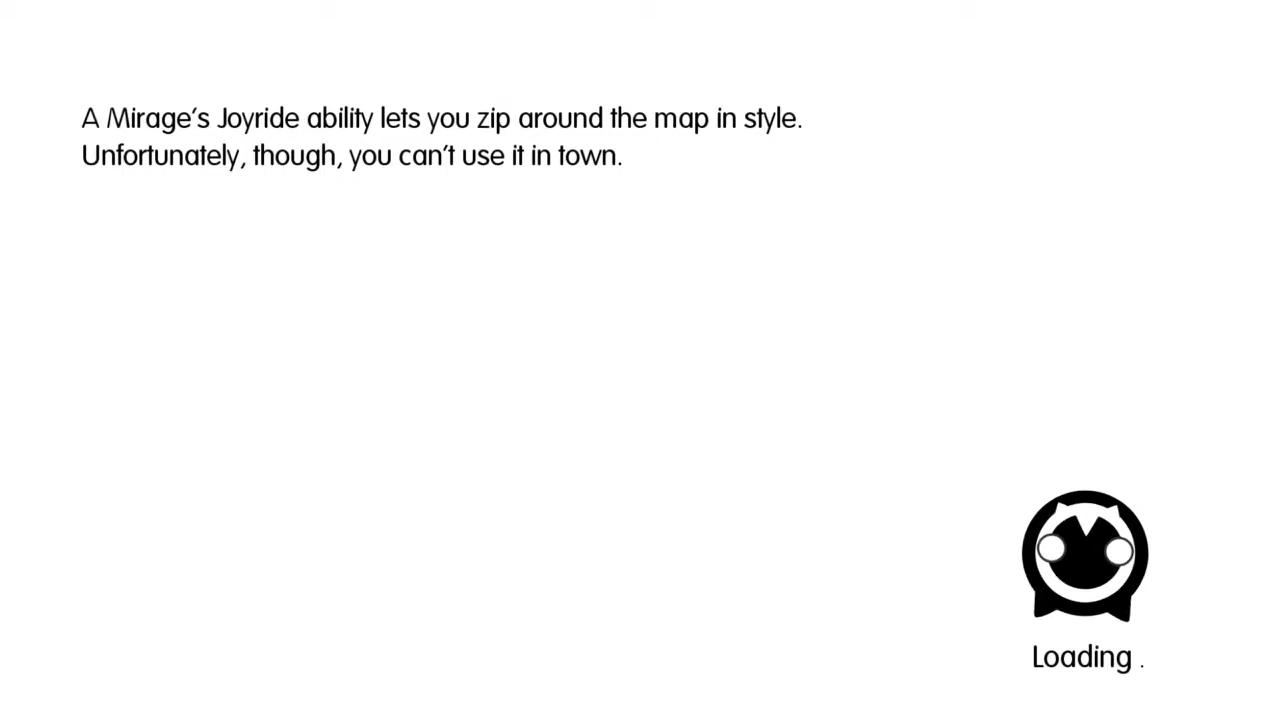 A Mirage's Joyride ability lets you zip around the map in style.
Unfortunately, though, you can't use it in town.
Loading .